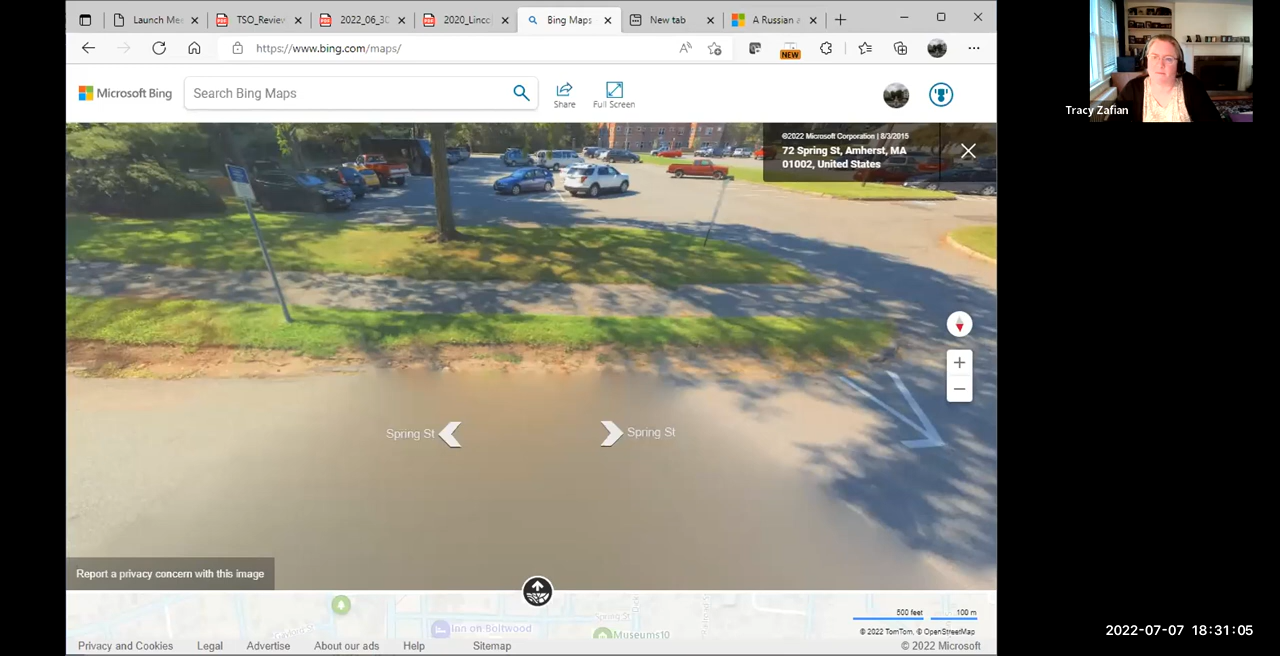 Launch Mee
TSO_Review
2022_06_30
2020_Linco
Bing Maps
New tab
A Russian a
https://www.bing.com/maps/
NEW
Microsoft Bing
Search Bing Maps
Share
Full Screen
©2022 Microsoft Corporation | 8/3/2015
72 Spring St, Amherst, MA
01002, United States
Spring St
Spring St
Report a privacy concern with this image
Spring St
Inn on Boltwood
Museums10
500 feet
100 m
© 2022 TomTom, © OpenStreetMap
Privacy and Cookies
Legal
Advertise
About our ads
Help
Sitemap
© 2022 Microsoft
Tracy Zafian
2022-07-07 18:31:05